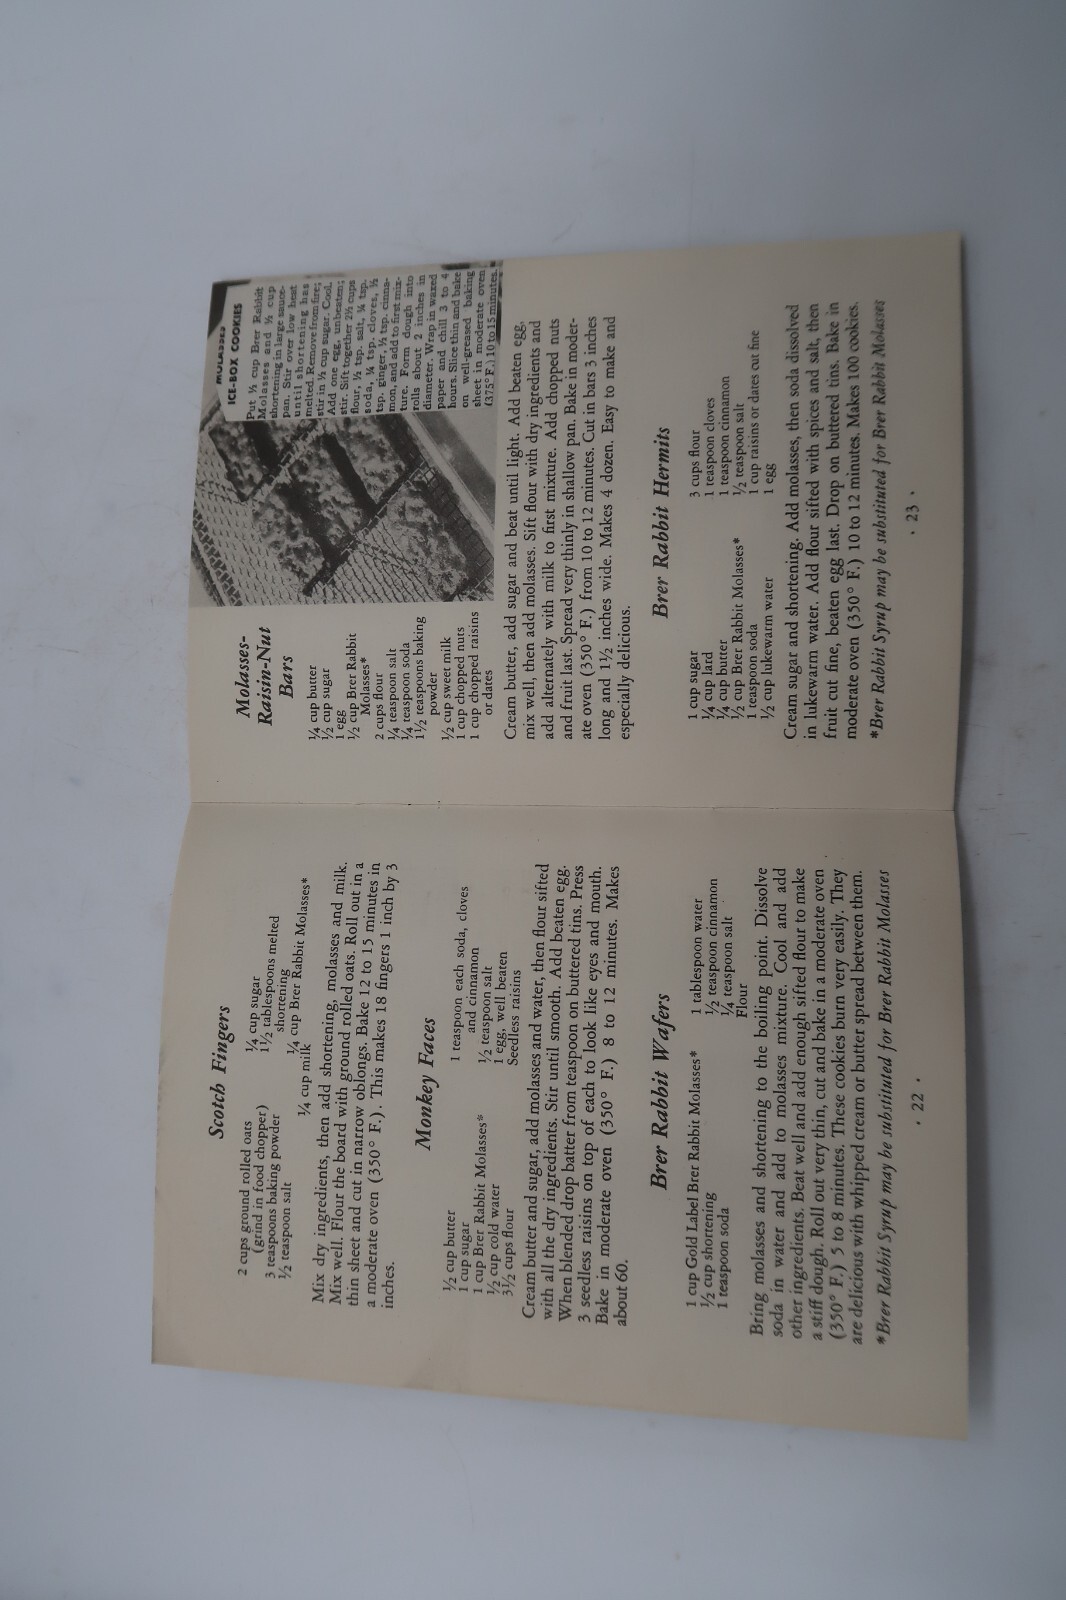 Scotch Fingers
2 cups ground rolled oats
(grind in food chopper)
3 teaspoons baking powder
½ teaspoon salt
¼ cup sugar
1½ tablespoons melted
shortening
¼ cup Brer Rabbit Molasses*
¼ cup milk
Mix dry ingredients, then add shortening, molasses and milk.
Mix well. Flour the board with ground rolled oats. Roll out in a
thin sheet and cut in narrow oblongs. Bake 12 to 15 minutes in
a moderate oven (350° F.). This makes 18 fingers 1 inch by 3
inches.
Monkey Faces
½ cup butter
1 cup sugar
1 cup Brer Rabbit Molasses*
½ cup cold water
3½ cups flour
1 teaspoon each soda, cloves
and cinnamon
½ teaspoon salt
1 egg, well beaten
Seedless raisins
Cream butter and sugar, add molasses and water, then flour sifted
with all the dry ingredients. Stir until smooth. Add beaten egg.
When blended drop batter from teaspoon on buttered tins. Press
3 seedless raisins on top of each to look like eyes and mouth.
Bake in moderate oven (350° F.) 8 to 12 minutes. Makes
about 60.
Brer Rabbit Wafers
1 cup Gold Label Brer Rabbit Molasses*
½ cup shortening
1 teaspoon soda
1 tablespoon water
½ teaspoon cinnamon
¼ teaspoon salt
Flour
Bring molasses and shortening to the boiling point. Dissolve
soda in water and add to molasses mixture. Cool and add
other ingredients. Beat well and add enough sifted flour to make
a stiff dough. Roll out very thin, cut and bake in a moderate oven
(350° F.) 5 to 8 minutes. These cookies burn very easily. They
are delicious with whipped cream or butter spread between them.
*Brer Rabbit Syrup may be substituted for Brer Rabbit Molasses
· 22 ·
Molasses-
Raisin-Nut
Bars
¼ cup butter
½ cup sugar
1 egg
½ cup Brer Rabbit
Molasses*
2 cups flour
¼ teaspoon salt
¼ teaspoon soda
1½ teaspoons baking
powder
½ cup sweet milk
1 cup chopped nuts
1 cup chopped raisins
or dates
MOLASSES
ICE-BOX COOKIES
Put ½ cup Brer Rabbit
Molasses and ½ cup
shortening in large sauce-
pan. Stir over low heat
until shortening has
melted. Remove from fire;
stir in ½ cup sugar. Cool.
Add one egg, unbeaten;
stir. Sift together 2½ cups
flour, ½ tsp. salt, ¼ tsp.
soda, ¼ tsp. cloves, ½
tsp. ginger, ½ tsp. cinna-
mon, and add to first mix-
ture. Form dough into
rolls about 2 inches in
diameter. Wrap in waxed
paper and chill 3 to 4
hours. Slice thin and bake
on well-greased baking
sheet in moderate oven
(375° F.) 10 to 15 minutes.
Cream butter, add sugar and beat until light. Add beaten egg,
mix well, then add molasses. Sift flour with dry ingredients and
add alternately with milk to first mixture. Add chopped nuts
and fruit last. Spread very thinly in shallow pan. Bake in moder-
ate oven (350° F.) from 10 to 12 minutes. Cut in bars 3 inches
long and 1½ inches wide. Makes 4 dozen. Easy to make and
especially delicious.
Brer Rabbit Hermits
1 cup sugar
¼ cup lard
¼ cup butter
½ cup Brer Rabbit Molasses*
1 teaspoon soda
½ cup lukewarm water
3 cups flour
1 teaspoon cloves
1 teaspoon cinnamon
½ teaspoon salt
1 cup raisins or dates cut fine
1 egg
Cream sugar and shortening. Add molasses, then soda dissolved
in lukewarm water. Add flour sifted with spices and salt, then
fruit cut fine, beaten egg last. Drop on buttered tins. Bake in
moderate oven (350° F.) 10 to 12 minutes. Makes 100 cookies.
*Brer Rabbit Syrup may be substituted for Brer Rabbit Molasses
· 23 ·